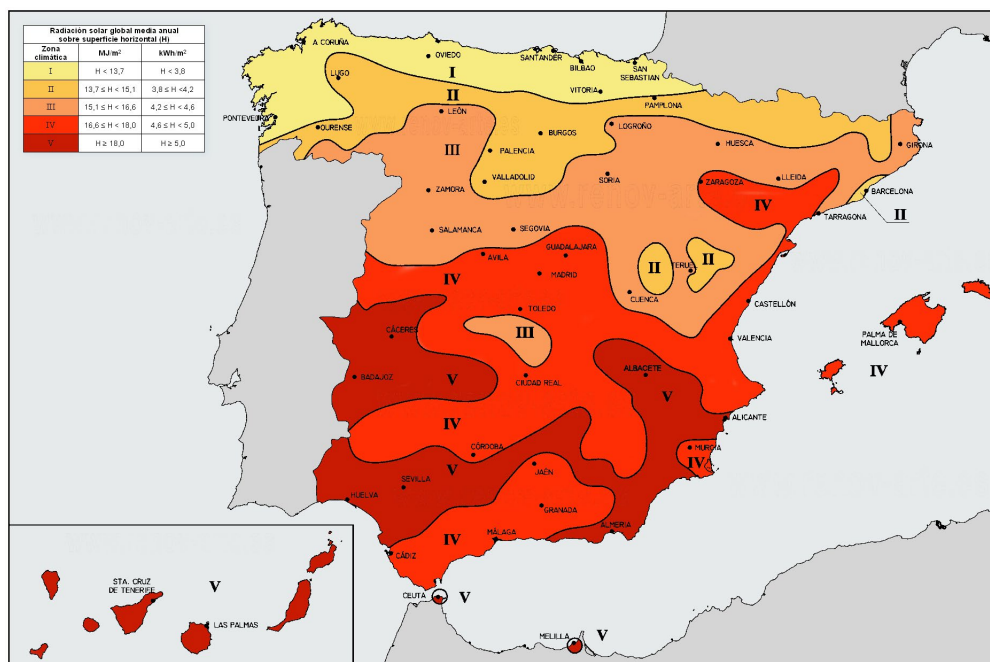 Radiación solar global media anual
sobre superficie horizontal (H)
Zona climática MJ/m² kWh/m²
I H < 13,7 H < 3,8
II 13,7 ≤ H < 15,1 3,8 ≤ H <4,2
III 15,1 ≤ H < 16,6 4,2 ≤ H < 4,6
IV 16,6 ≤ H < 18,0 4,6 ≤ H < 5,0
V H ≥ 18,0 H ≥ 5,0
A CORUÑA
OVIEDO
SANTANDER
BILBAO
SAN SEBASTIAN
LUGO
I
VITORIA
II
PAMPLONA
PONTEVEDRA
OURENSE
LEÓN
BURGOS
LOGROÑO
III
PALENCIA
HUESCA
GIRONA
VALLADOLID
ZAMORA
SORIA
ZARAGOZA
LLEIDA
BARCELONA
IV
II
TARRAGONA
SALAMANCA
SEGOVIA
GUADALAJARA
AVILA
II
II
TERUEL
IV
MADRID
CUENCA
CASTELLÓN
TOLEDO
CÁCERES
III
VALENCIA
PALMA DE MALLORCA
IV
BADAJOZ
V
CIUDAD REAL
ALBACETE
V
IV
ALICANTE
CÓRDOBA
MURCIA
IV
V
JAÉN
SEVILLA
HUELVA
GRANADA
ALMERIA
IV
MÁLAGA
CÁDIZ
CEUTA
V
MELILLA
V
STA. CRUZ
DE TENERIFE
V
LAS PALMAS